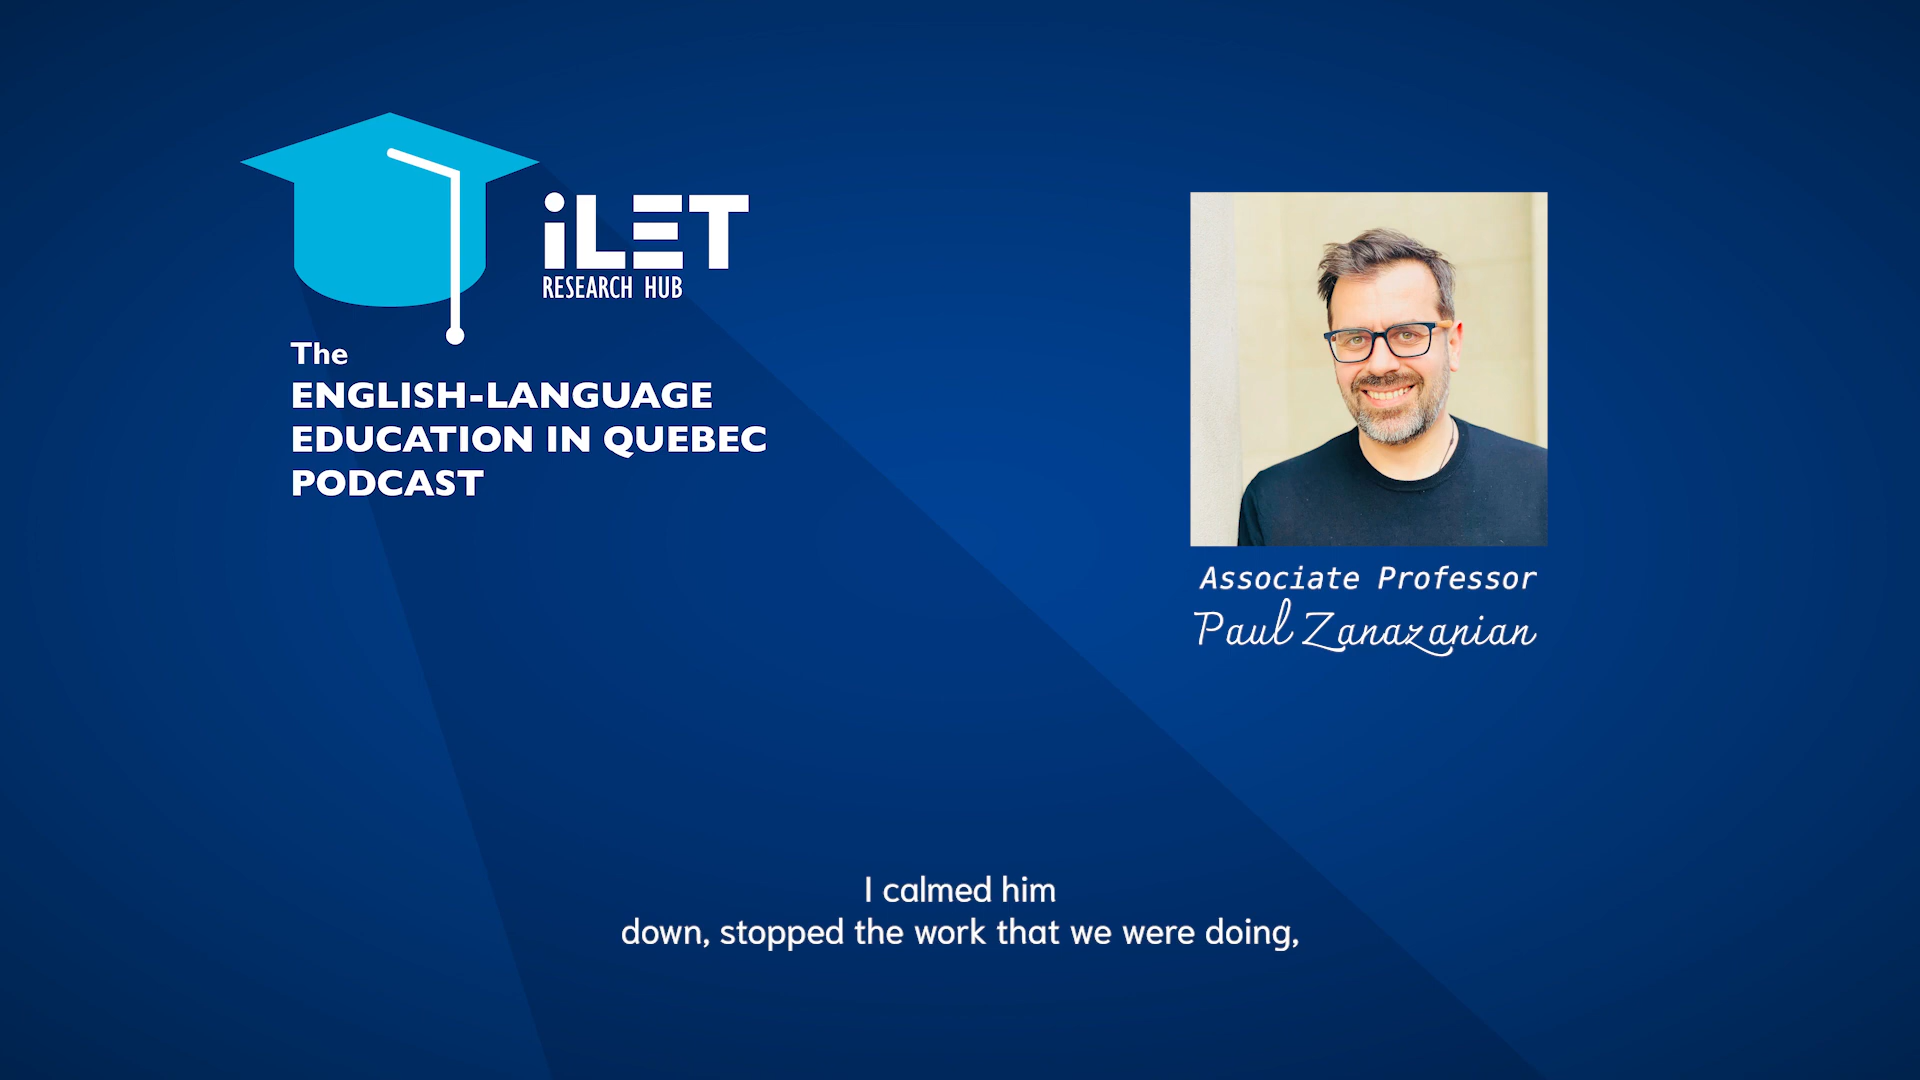 iLET
RESEARCH HUB
The
ENGLISH-LANGUAGE
EDUCATION IN QUEBEC
PODCAST
Associate Professor
Paul Zanazanian
I calmed him
down, stopped the work that we were doing,